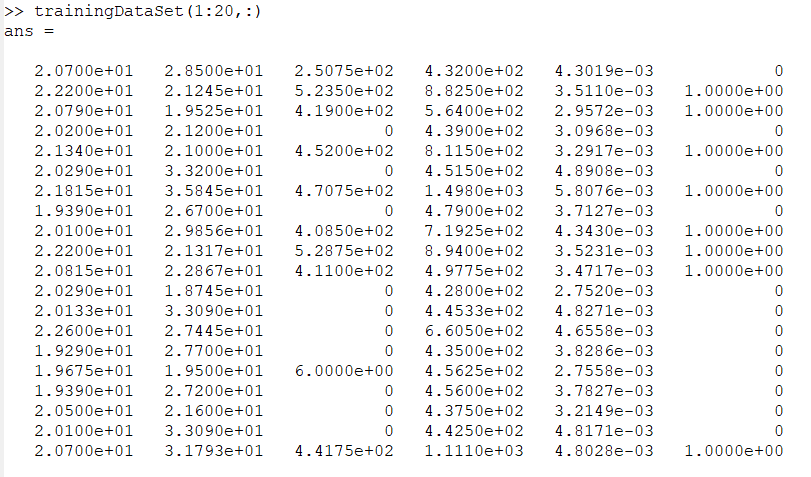 >> trainingDataSet(1:20,:)
ans =
2.0700e+01 2.8500e+01 2.5075e+02 4.3200e+02 4.3019e-03 0
2.2200e+01 2.1245e+01 5.2350e+02 8.8250e+02 3.5110e-03 1.0000e+00
2.0790e+01 1.9525e+01 4.1900e+02 5.6400e+02 2.9572e-03 1.0000e+00
2.0200e+01 2.1200e+01 0 4.3900e+02 3.0968e-03 0
2.1340e+01 2.1000e+01 4.5200e+02 8.1150e+02 3.2917e-03 1.0000e+00
2.0290e+01 3.3200e+01 0 4.5150e+02 4.8908e-03 0
2.1815e+01 3.5845e+01 4.7075e+02 1.4980e+03 5.8076e-03 1.0000e+00
1.9390e+01 2.6700e+01 0 4.7900e+02 3.7127e-03 0
2.0100e+01 2.9856e+01 4.0850e+02 7.1925e+02 4.3430e-03 1.0000e+00
2.2200e+01 2.1317e+01 5.2875e+02 8.9400e+02 3.5231e-03 1.0000e+00
2.0815e+01 2.2867e+01 4.1100e+02 4.9775e+02 3.4717e-03 1.0000e+00
2.0290e+01 1.8745e+01 0 4.2800e+02 2.7520e-03 0
2.0133e+01 3.3090e+01 0 4.4533e+02 4.8271e-03 0
2.2600e+01 2.7445e+01 0 6.6050e+02 4.6558e-03 0
1.9290e+01 2.7700e+01 0 4.3500e+02 3.8286e-03 0
1.9675e+01 1.9500e+01 6.0000e+00 4.5625e+02 2.7558e-03 0
1.9390e+01 2.7200e+01 0 4.5600e+02 3.7827e-03 0
2.0500e+01 2.1600e+01 0 4.3750e+02 3.2149e-03 0
2.0100e+01 3.3090e+01 0 4.4250e+02 4.8171e-03 0
2.0700e+01 3.1793e+01 4.4175e+02 1.1110e+03 4.8028e-03 1.0000e+00